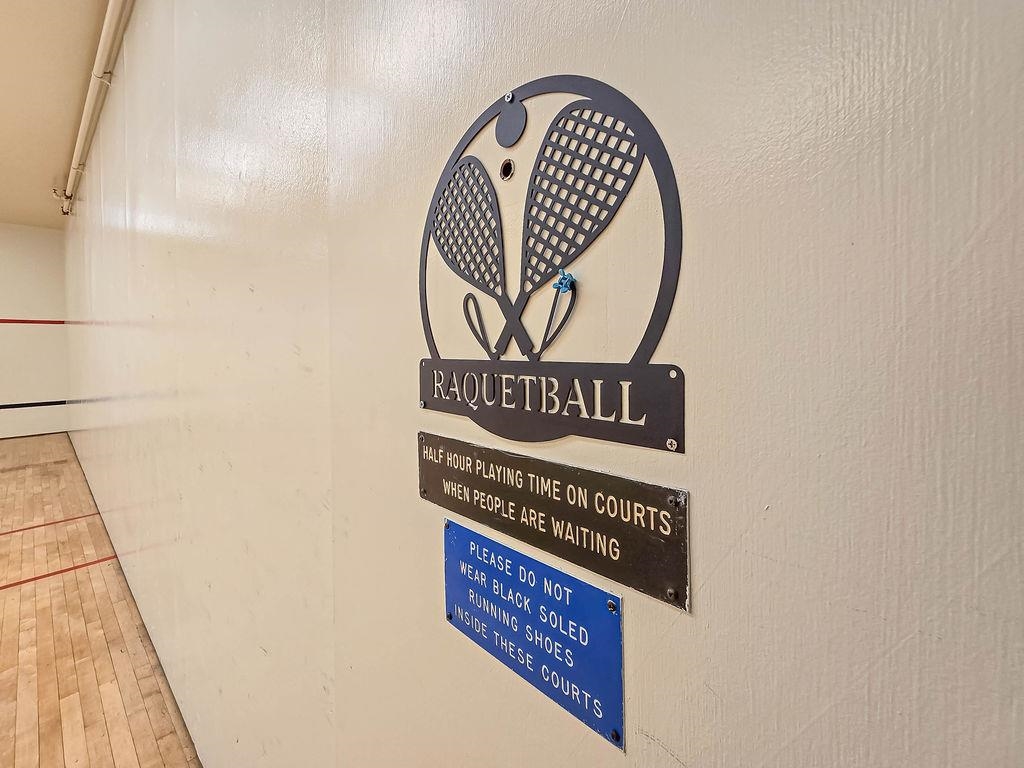 RAQUETBALL
HALF HOUR PLAYING TIME ON COURTS
WHEN PEOPLE ARE WAITING
PLEASE DO NOT
WEAR BLACK SOLED
RUNNING SHOES
INSIDE THESE COURTS